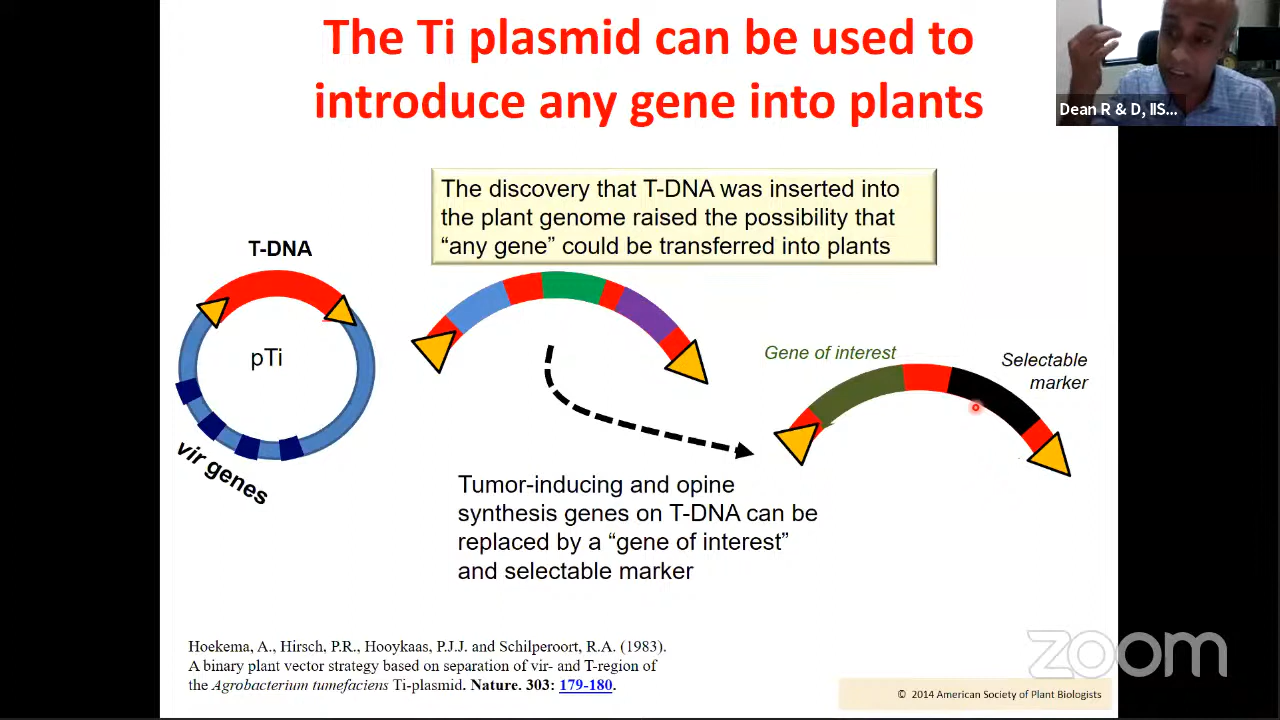 The Ti plasmid can be used to
introduce any gene into plants
Dean R & D, IIS...
The discovery that T-DNA was inserted into
the plant genome raised the possibility that
“any gene” could be transferred into plants
T-DNA
pTi
vir genes
Gene of interest
Selectable
marker
Tumor-inducing and opine
synthesis genes on T-DNA can be
replaced by a “gene of interest”
and selectable marker
Hoekema, A., Hirsch, P.R., Hooykaas, P.J.J. and Schilperoort, R.A. (1983).
A binary plant vector strategy based on separation of vir- and T-region of
the Agrobacterium tumefaciens Ti-plasmid. Nature. 303: 179-180.
zoom
© 2014 American Society of Plant Biologists